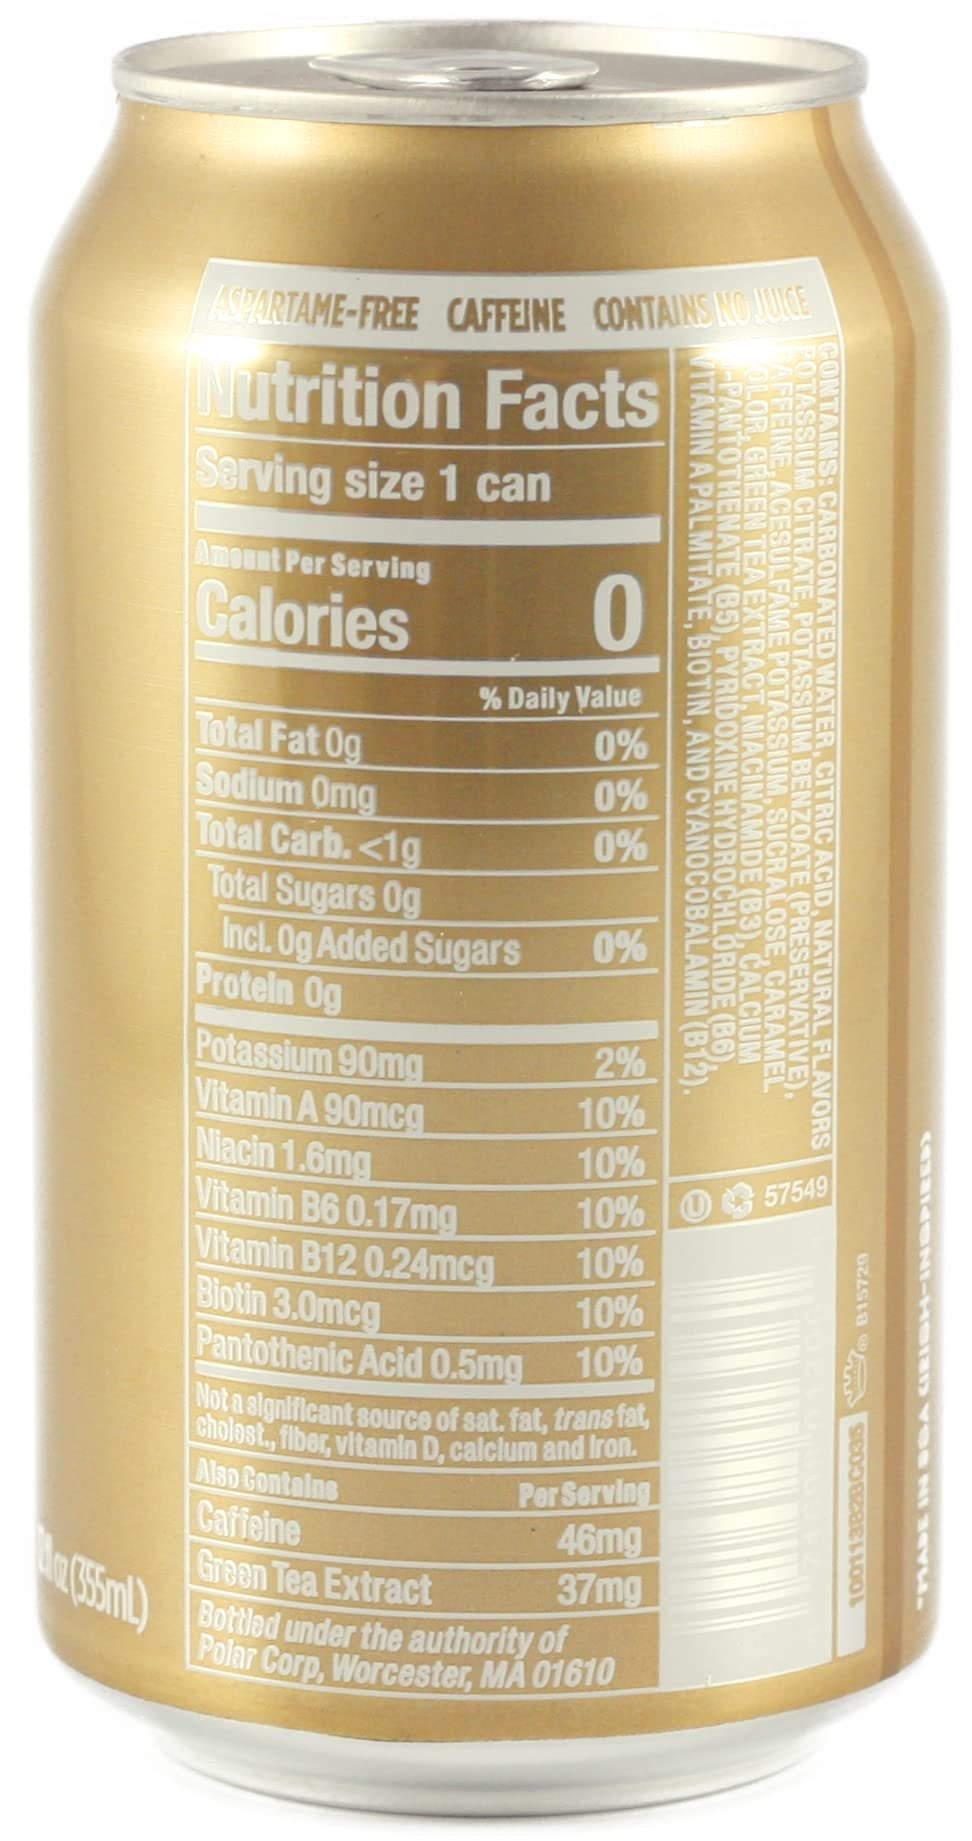 ASPARTAME-FREE CAFFEINE CONTAINS NO JUICE
Nutrition Facts
Serving size 1 can
Amount Per Serving
Calories 0
% Daily Value
Total Fat 0g 0%
Sodium 0mg 0%
Total Carb. <1g 0%
Total Sugars 0g
Incl. 0g Added Sugars 0%
Protein 0g
Potassium 90mg 2%
Vitamin A 90mcg 10%
Niacin 1.6mg 10%
Vitamin B6 0.17mg 10%
Vitamin B12 0.24mcg 10%
Biotin 3.0mcg 10%
Pantothenic Acid 0.5mg 10%
Not a significant source of sat. fat, trans fat,
cholest., fiber, vitamin D, calcium and iron.
Also Contains Per Serving
Caffeine 46mg
Green Tea Extract 37mg
Bottled under the authority of
Polar Corp, Worcester, MA 01610
CONTAINS: CARBONATED WATER, CITRIC ACID, NATURAL FLAVORS
POTASSIUM CITRATE, POTASSIUM BENZOATE (PRESERVATIVE),
CAFFEINE, ACESULFAME POTASSIUM, SUCRALOSE, CARAMEL
COLOR, GREEN TEA EXTRACT, NIACINAMIDE (B3), CALCIUM
PANTOTHENATE (B5), PYRIDOXINE HYDROCHLORIDE (B6),
VITAMIN A PALMITATE, BIOTIN, AND CYANOCOBALAMIN (B12).
U 57549
B15729
10011382BC035
fl oz (355mL)
*MADE IN